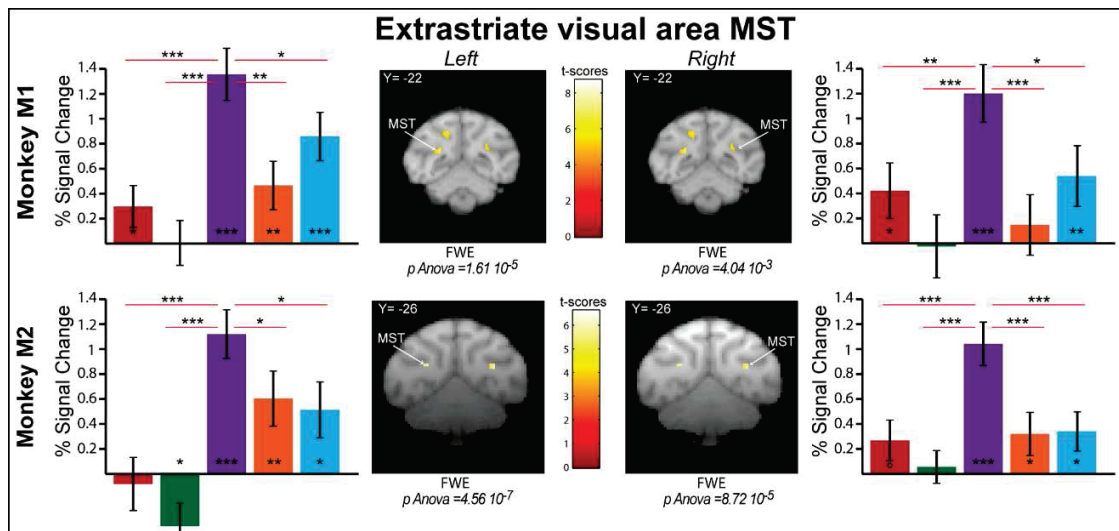 Extrastriate visual area MST
Left
Right
Monkey M1
% Signal Change
1.4
1.2
1
0.8
0.6
0.4
0.2
***
*
***
**
*
***
**
***
Y= -22
MST
FWE
p Anova =1.61 10-5
t-scores
8
6
4
2
0
Y= -22
MST
FWE
p Anova =4.04 10-3
% Signal Change
1.4
1.2
1
0.8
0.6
0.4
0.2
**
*
***
***
*
***
**
Monkey M2
% Signal Change
1.4
1.2
1
0.8
0.6
0.4
0.2
***
*
***
*
*
***
**
*
Y= -26
MST
FWE
p Anova =4.56 10-7
t-scores
6
5
4
3
2
1
0
Y= -26
MST
FWE
p Anova =8.72 10-5
% Signal Change
1.4
1.2
1
0.8
0.6
0.4
0.2
***
***
***
***
°
***
*
*